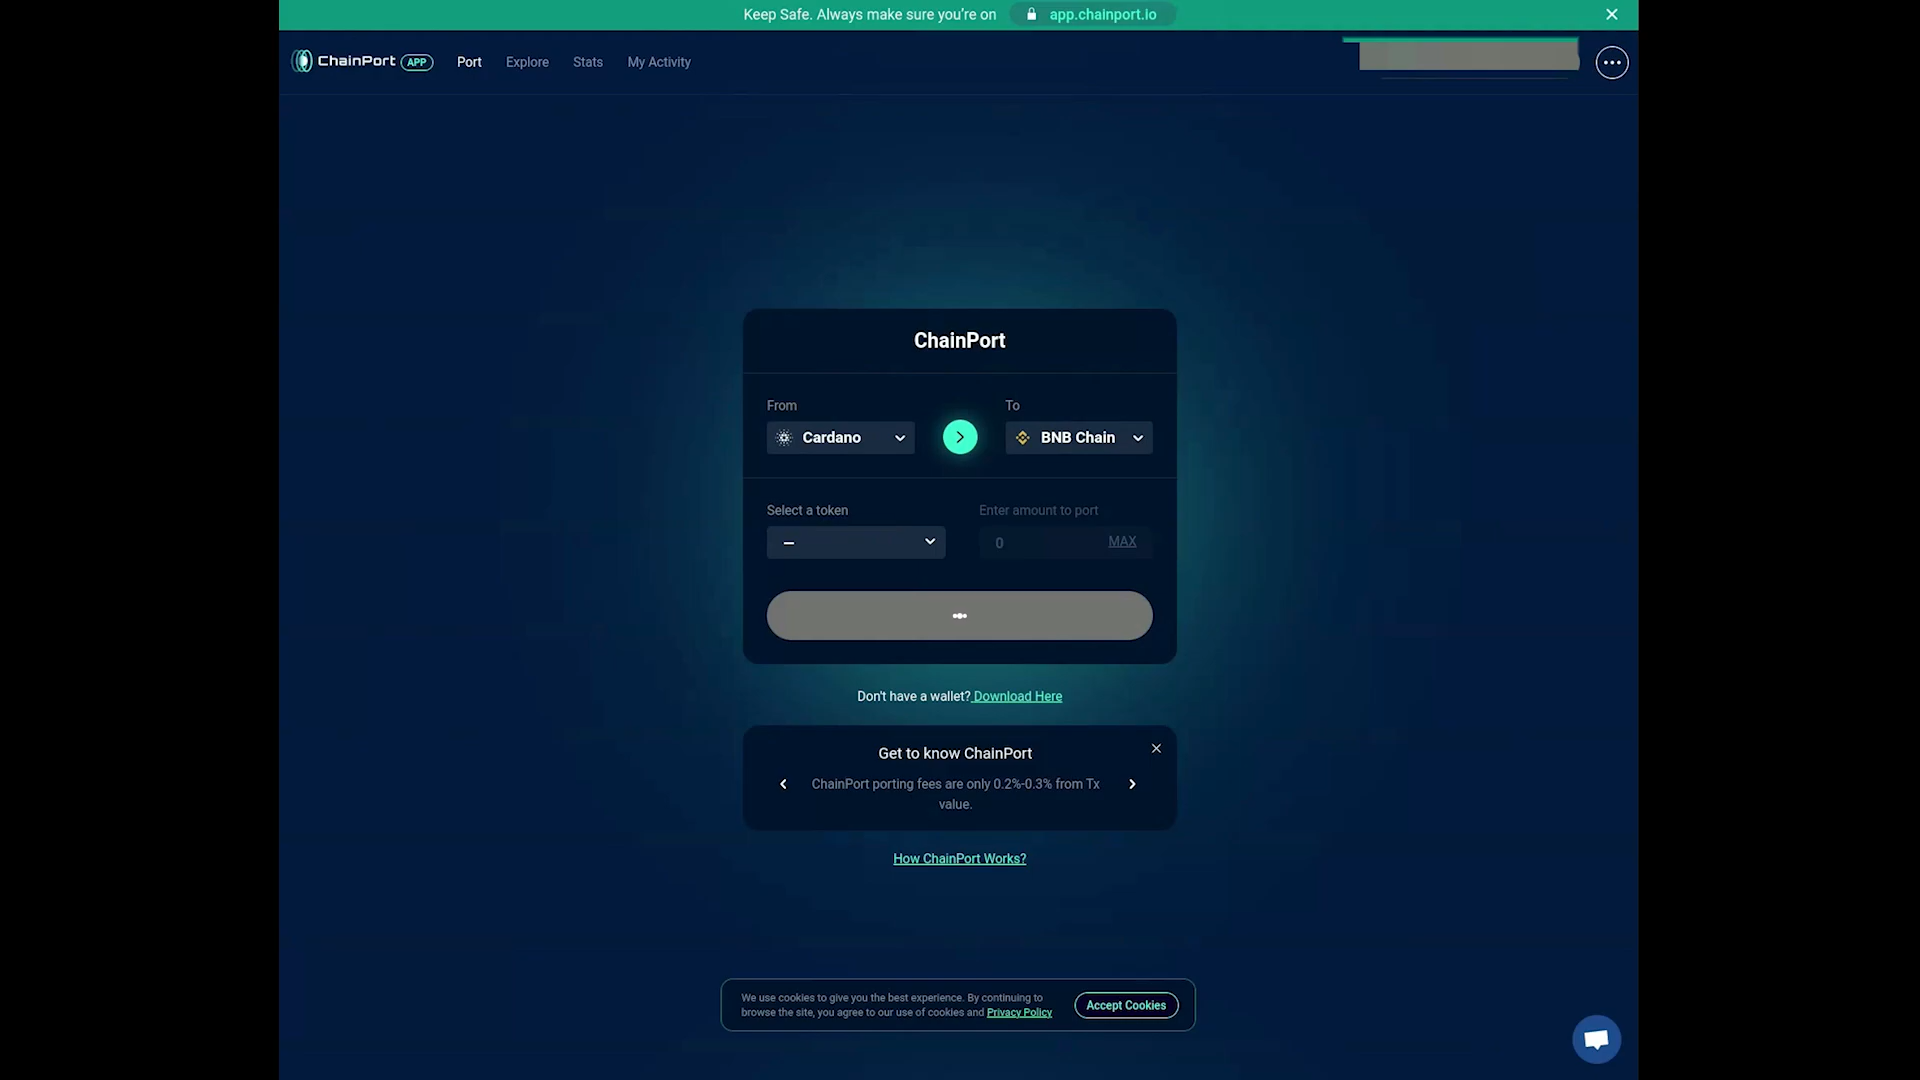 Keep Safe. Always make sure you're on app.chainport.io
ChainPort APP Port Explore Stats My Activity
ChainPort
From To
Cardano BNB Chain
Select a token Enter amount to port
– 0 MAX
Don't have a wallet? Download Here
Get to know ChainPort
ChainPort porting fees are only 0.2%-0.3% from Tx
value.
How ChainPort Works?
We use cookies to give you the best experience. By continuing to
browse the site, you agree to our use of cookies and Privacy Policy
Accept Cookies